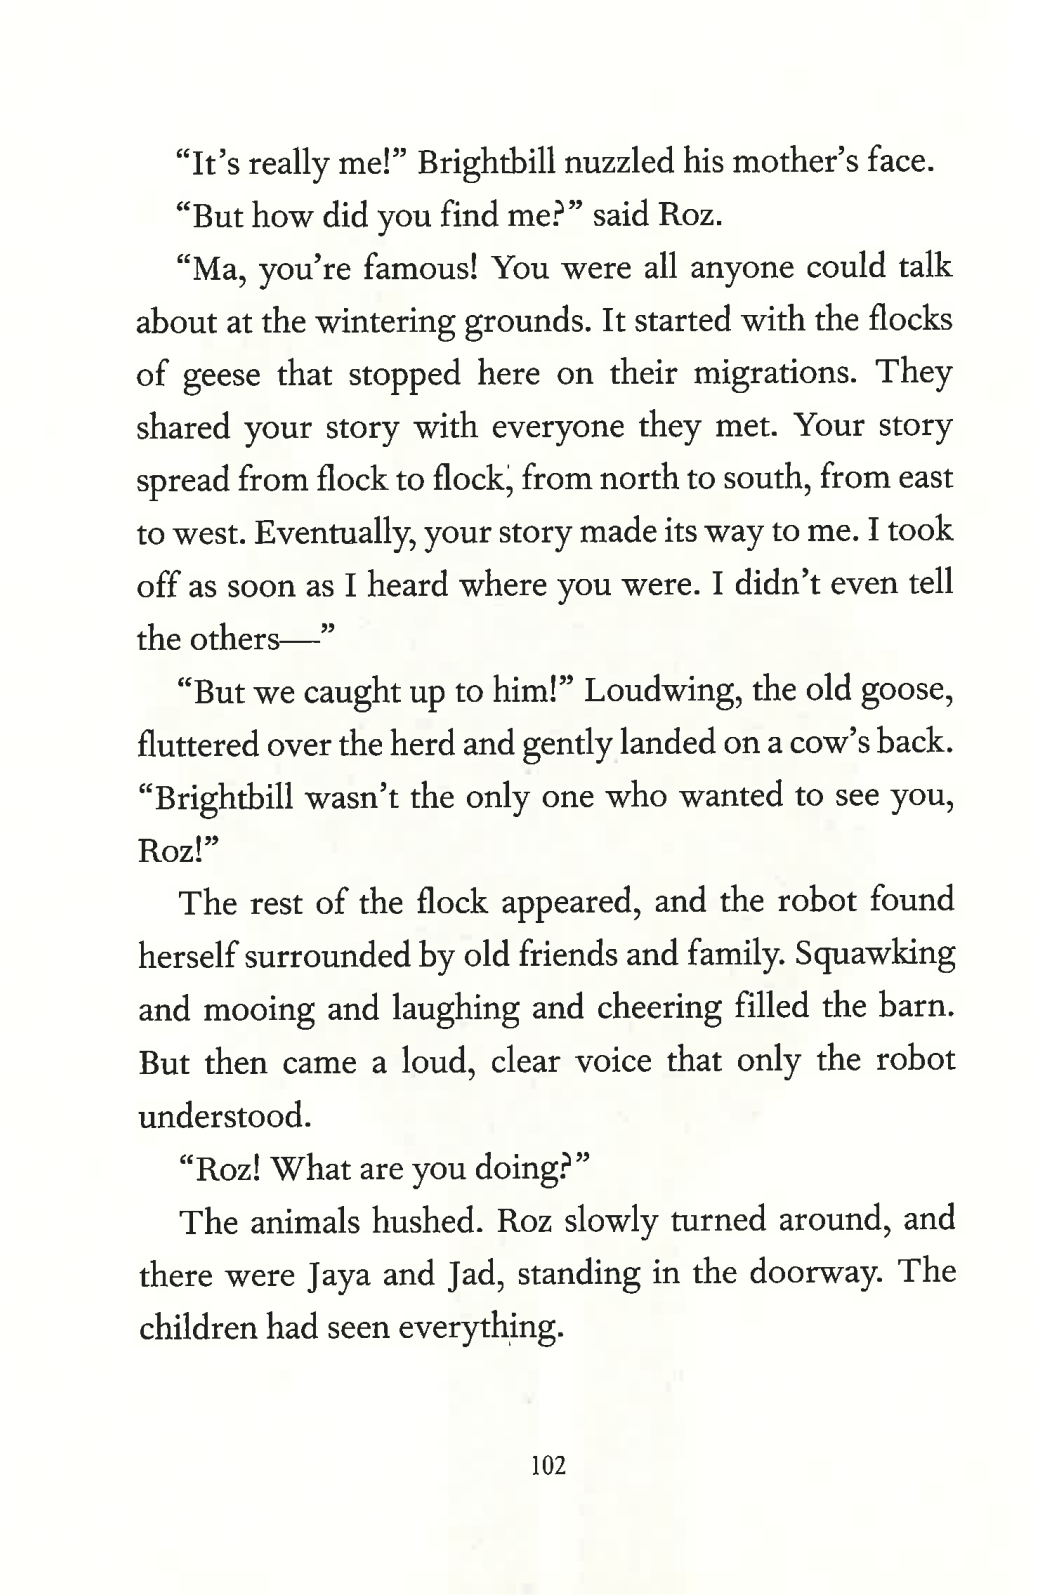 “It’s really me!” Brightbill nuzzled his mother’s face.
“But how did you find me?” said Roz.
“Ma, you’re famous! You were all anyone could talk
about at the wintering grounds. It started with the flocks
of geese that stopped here on their migrations. They
shared your story with everyone they met. Your story
spread from flock to flock, from north to south, from east
to west. Eventually, your story made its way to me. I took
off as soon as I heard where you were. I didn’t even tell
the others—”
“But we caught up to him!” Loudwing, the old goose,
fluttered over the herd and gently landed on a cow’s back.
“Brightbill wasn’t the only one who wanted to see you,
Roz!”
The rest of the flock appeared, and the robot found
herself surrounded by old friends and family. Squawking
and mooing and laughing and cheering filled the barn.
But then came a loud, clear voice that only the robot
understood.
“Roz! What are you doing?”
The animals hushed. Roz slowly turned around, and
there were Jaya and Jad, standing in the doorway. The
children had seen everything.
102